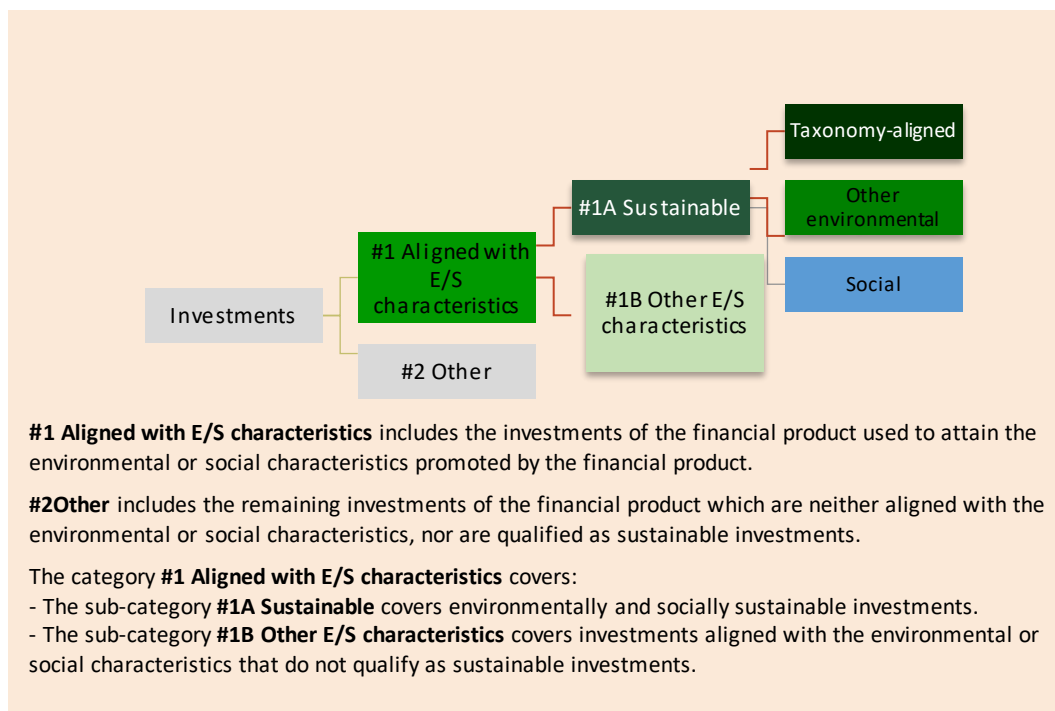 Taxonomy-aligned
#1A Sustainable
Other
environmental
#1 Aligned with
E/S
characteristics
Social
#1B Other E/S
characteristics
Investments
#2 Other
#1 Aligned with E/S characteristics includes the investments of the financial product used to attain the
environmental or social characteristics promoted by the financial product.
#2Other includes the remaining investments of the financial product which are neither aligned with the
environmental or social characteristics, nor are qualified as sustainable investments.
The category #1 Aligned with E/S characteristics covers:
- The sub-category #1A Sustainable covers environmentally and socially sustainable investments.
- The sub-category #1B Other E/S characteristics covers investments aligned with the environmental or
social characteristics that do not qualify as sustainable investments.